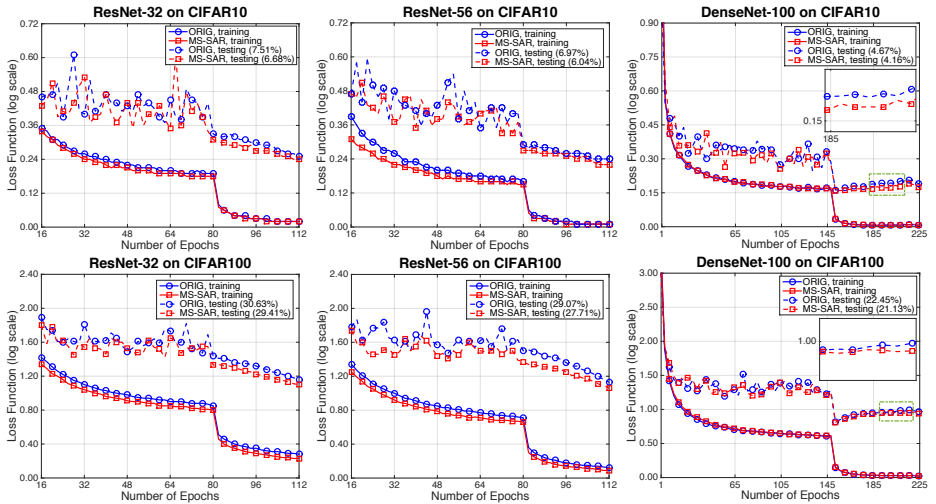 ResNet-32 on CIFAR10
Loss Function (log scale)
0.72
0.60
0.48
0.36
0.24
0.12
0.00
ORIG, training
MS-SAR, training
ORIG, testing (7.51%)
MS-SAR, testing (6.68%)
16 32 48 64 80 96 112
Number of Epochs
ResNet-56 on CIFAR10
Loss Function (log scale)
0.72
0.60
0.48
0.36
0.24
0.12
0.00
ORIG, training
MS-SAR, training
ORIG, testing (6.97%)
MS-SAR, testing (6.04%)
16 32 48 64 80 96 112
Number of Epochs
DenseNet-100 on CIFAR10
Loss Function (log scale)
0.90
0.75
0.60
0.45
0.30
0.15
0.00
ORIG, training
MS-SAR, training
ORIG, testing (4.67%)
MS-SAR, testing (4.16%)
0.15
185
1 65 105 145 185 225
Number of Epochs
ResNet-32 on CIFAR100
Loss Function (log scale)
2.40
2.00
1.60
1.20
0.80
0.40
0.00
ORIG, training
MS-SAR, training
ORIG, testing (30.63%)
MS-SAR, testing (29.41%)
16 32 48 64 80 96 112
Number of Epochs
ResNet-56 on CIFAR100
Loss Function (log scale)
2.40
2.00
1.60
1.20
0.80
0.40
0.00
ORIG, training
MS-SAR, training
ORIG, testing (29.07%)
MS-SAR, testing (27.71%)
16 32 48 64 80 96 112
Number of Epochs
DenseNet-100 on CIFAR100
Loss Function (log scale)
3.00
2.50
2.00
1.50
1.00
0.50
0.00
ORIG, training
MS-SAR, training
ORIG, testing (22.45%)
MS-SAR, testing (21.13%)
1.00
1 65 105 145 185 225
Number of Epochs